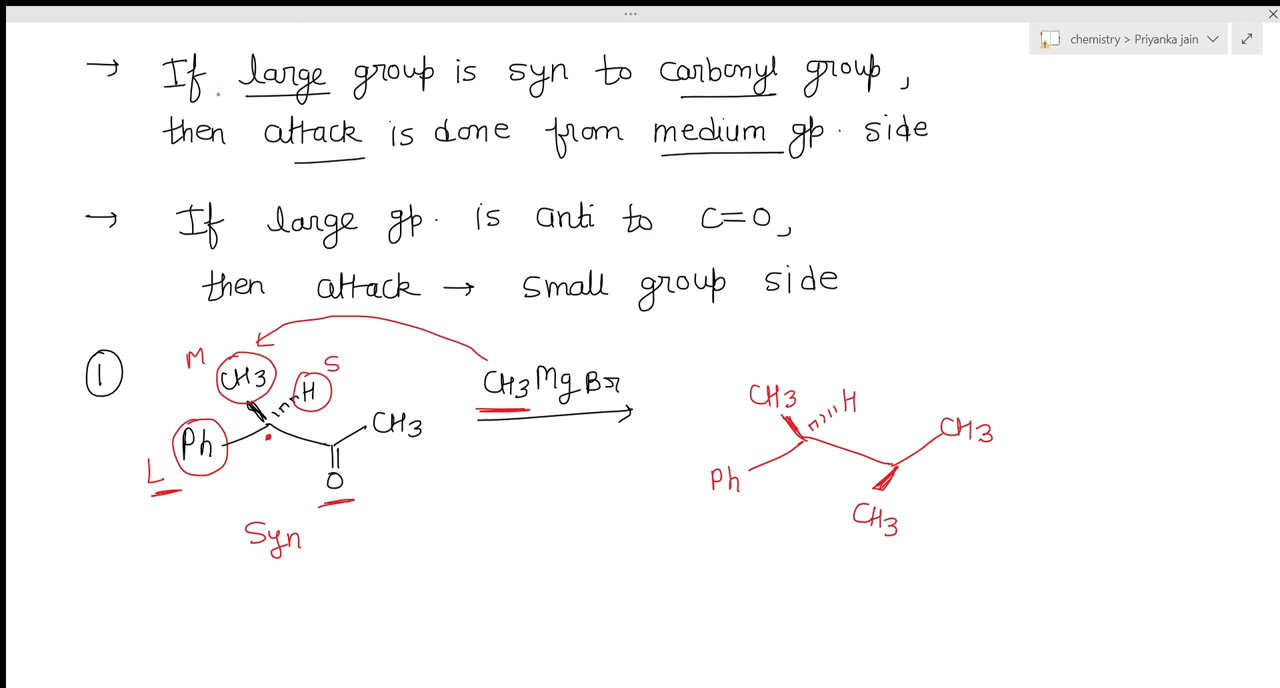 chemistry > Priyanka jain
→ If large group is syn to carbonyl group,
then attack is done from medium gp. side
→ If large gp. is anti to C=O,
then attack → small group side
1
M
CH3
H
S
Ph
L
CH3
O
Syn
CH3MgBr
CH3
H
Ph
CH3
CH3